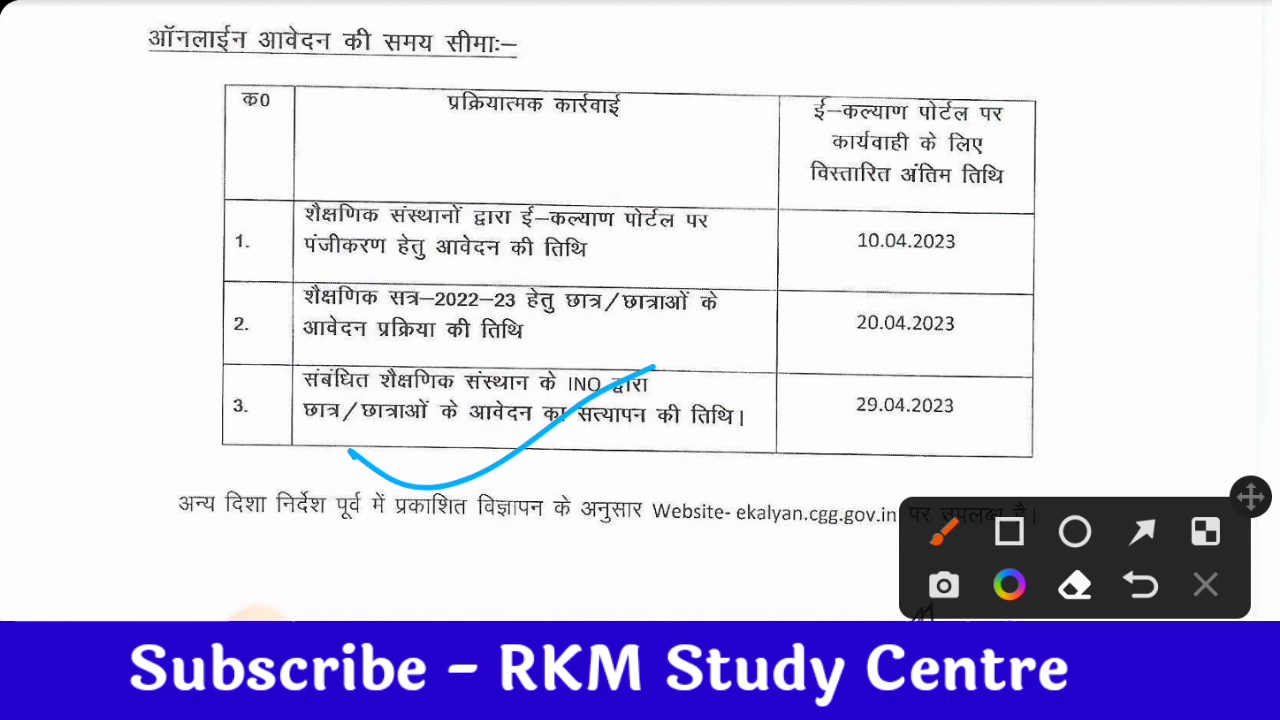 ऑनलाईन आवेदन की समय सीमाः–
क0
प्रक्रियात्मक कार्रवाई
ई–कल्याण पोर्टल पर
कार्यवाही के लिए
विस्तारित अंतिम तिथि
1.
शैक्षणिक संस्थानों द्वारा ई–कल्याण पोर्टल पर
पंजीकरण हेतु आवेदन की तिथि
10.04.2023
2.
शैक्षणिक सत्र–2022–23 हेतु छात्र/छात्राओं के
आवेदन प्रक्रिया की तिथि
20.04.2023
3.
संबंधित शैक्षणिक संस्थान के INO द्वारा
छात्र/छात्राओं के आवेदन का सत्यापन की तिथि।
29.04.2023
अन्य दिशा निर्देश पूर्व में प्रकाशित विज्ञापन के अनुसार Website- ekalyan.cgg.gov.in पर उपलब्ध है।
Subscribe - RKM Study Centre